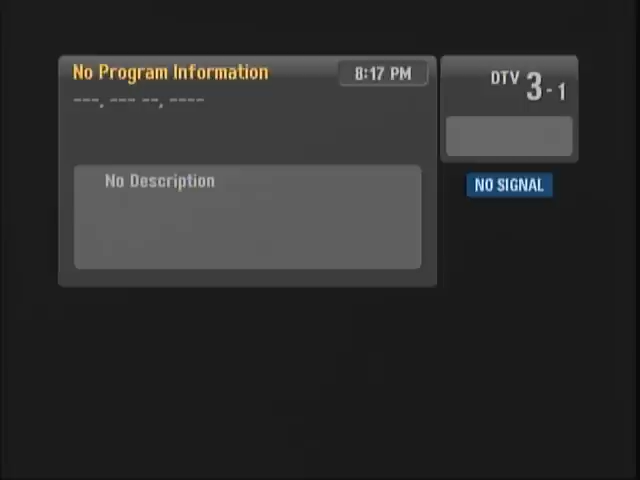 No Program Information
8:17 PM
---, --- --, ----
No Description
DTV 3-1
NO SIGNAL